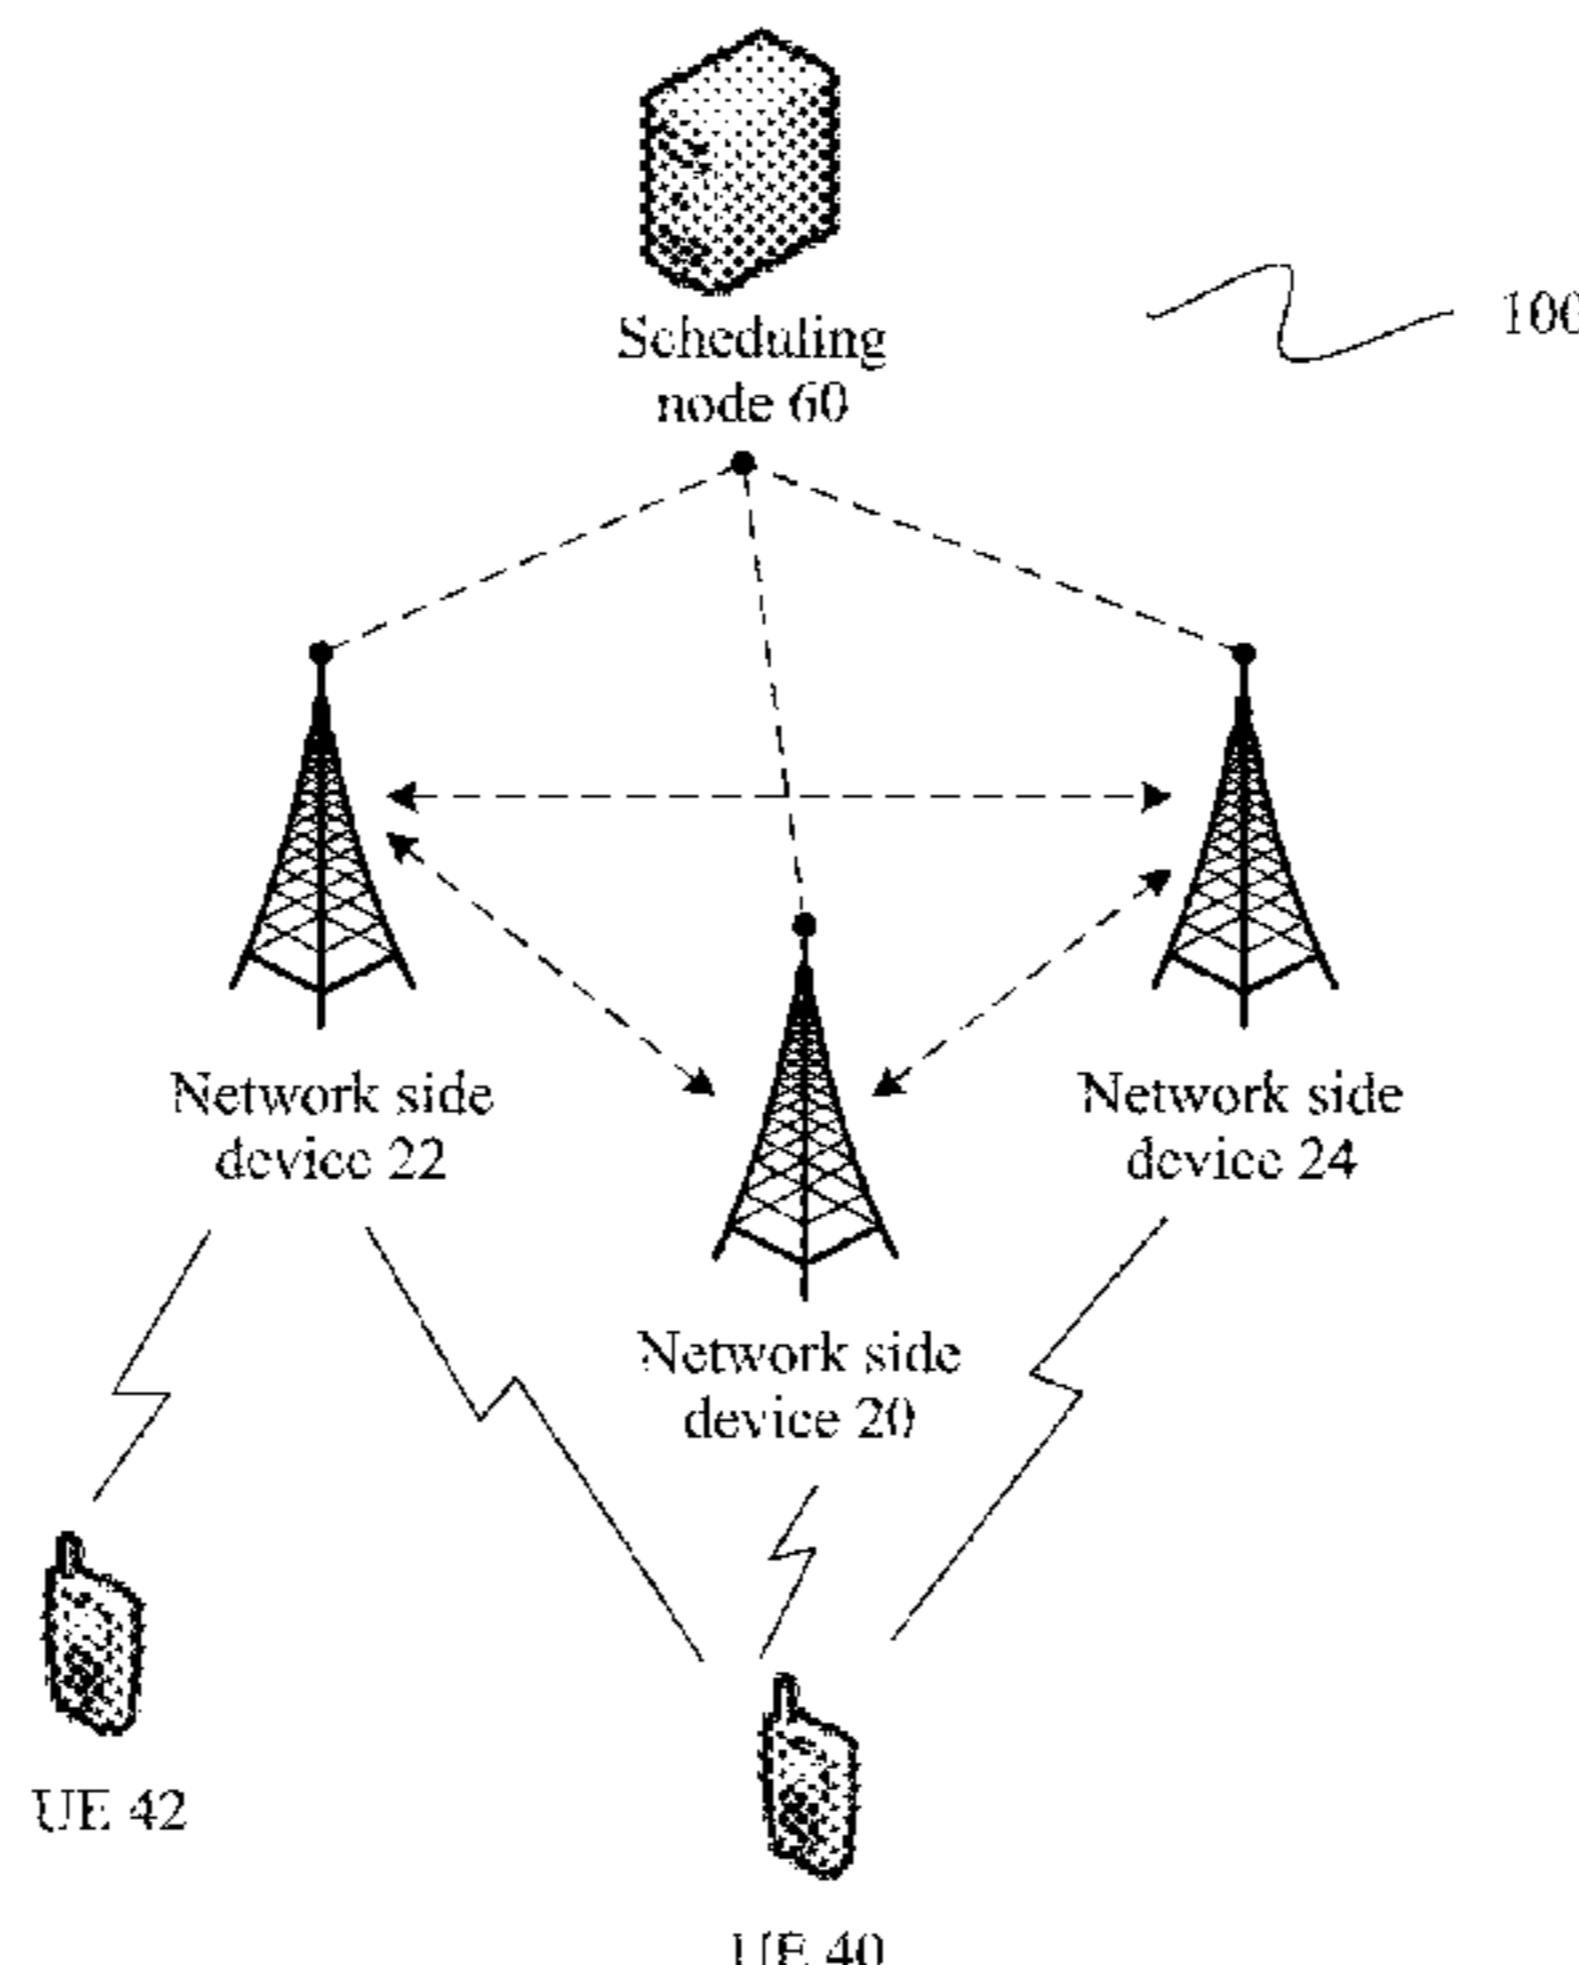 Scheduling
node 60
100
Network side
device 22
Network side
device 24
Network side
device 20
UE 42
UE 40